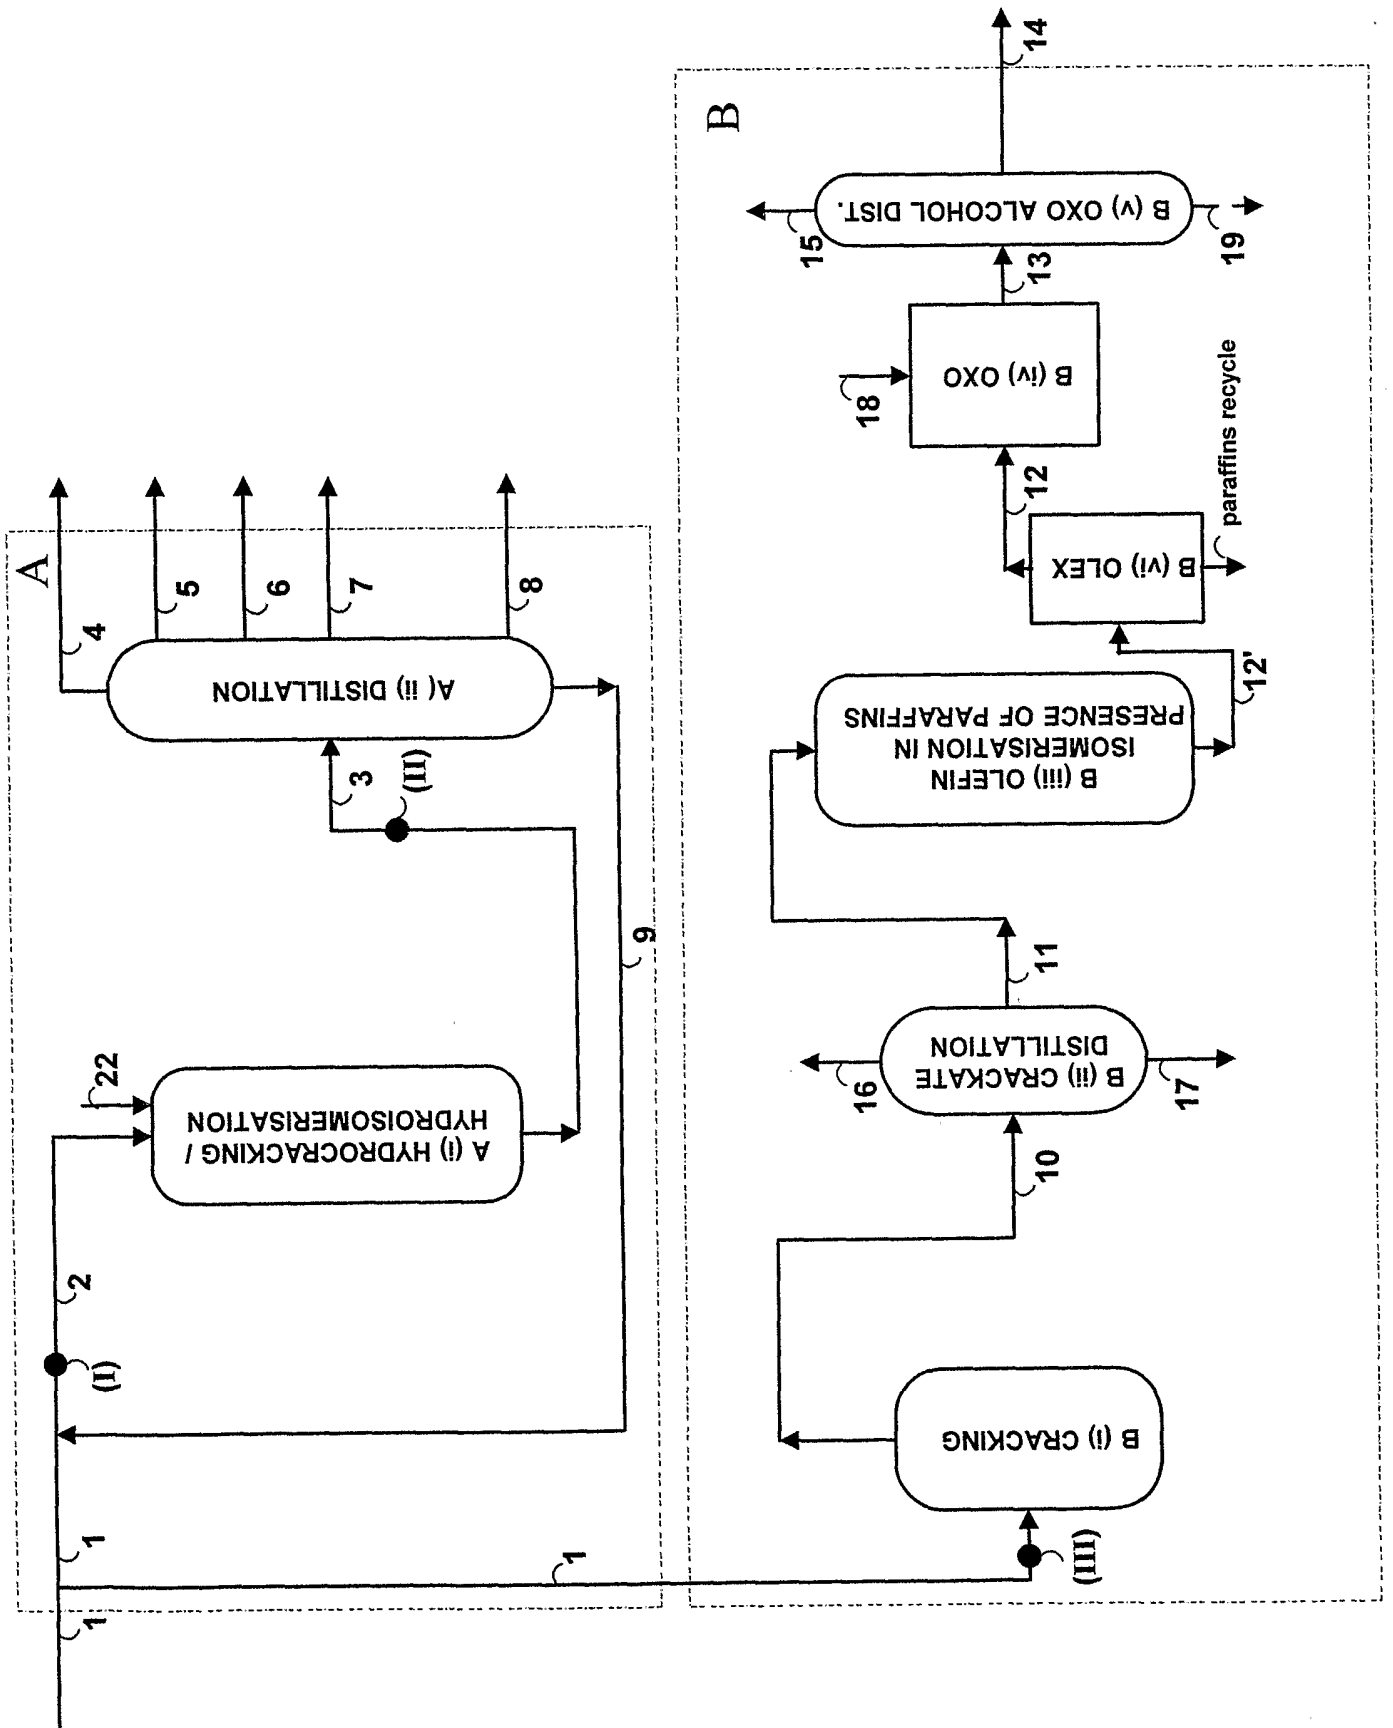 A
1
1
1
2
(I)
22
A (i) HYDROCRACKING /
HYDROISOMERISATION
3
(II)
A( ii) DISTILLATION
4
5
6
7
8
9
B
(III)
B (i) CRACKING
10
B (ii) CRACKATE
DISTILLATION
16
17
11
B (iii) OLEFIN
ISOMERISATION IN
PRESENCE OF PARAFFINS
12'
B (vi) OLEX
paraffins recycle
12
18
B (iv) OXO
13
B (v) OXO ALCOHOL DIST.
15
19
14